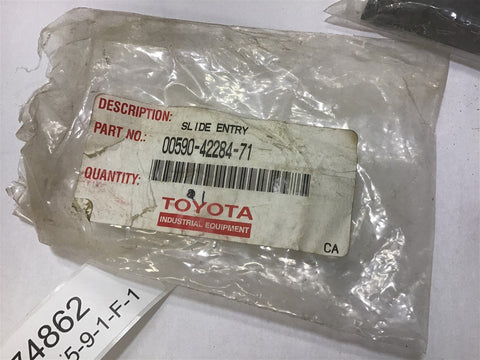 DESCRIPTION: SLIDE ENTRY
PART NO.: 00590-42284-71
QUANTITY: 1
TOYOTA
INDUSTRIAL EQUIPMENT
CA
74862
5-9-1-F-1